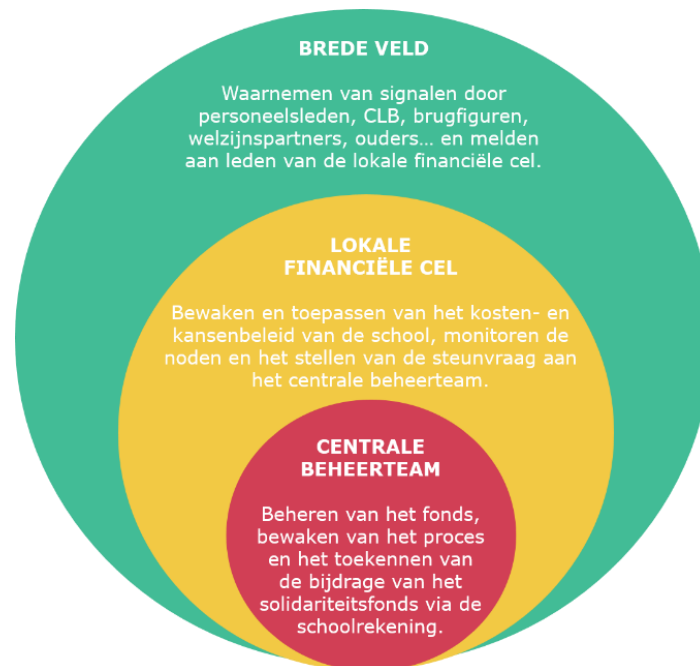 BREDE VELD
Waarnemen van signalen door
personeelsleden, CLB, brugfiguren,
welzijnspartners, ouders... en melden
aan leden van de lokale financiële cel.
LOKALE
FINANCIËLE CEL
Bewaken en toepassen van het kosten- en
kansenbeleid van de school, monitoren de
noden en het stellen van de steunvraag aan
het centrale beheerteam.
CENTRALE
BEHEERTEAM
Beheren van het fonds,
bewaken van het proces
en het toekennen van
de bijdrage van het
solidariteitsfonds via de
schoolrekening.